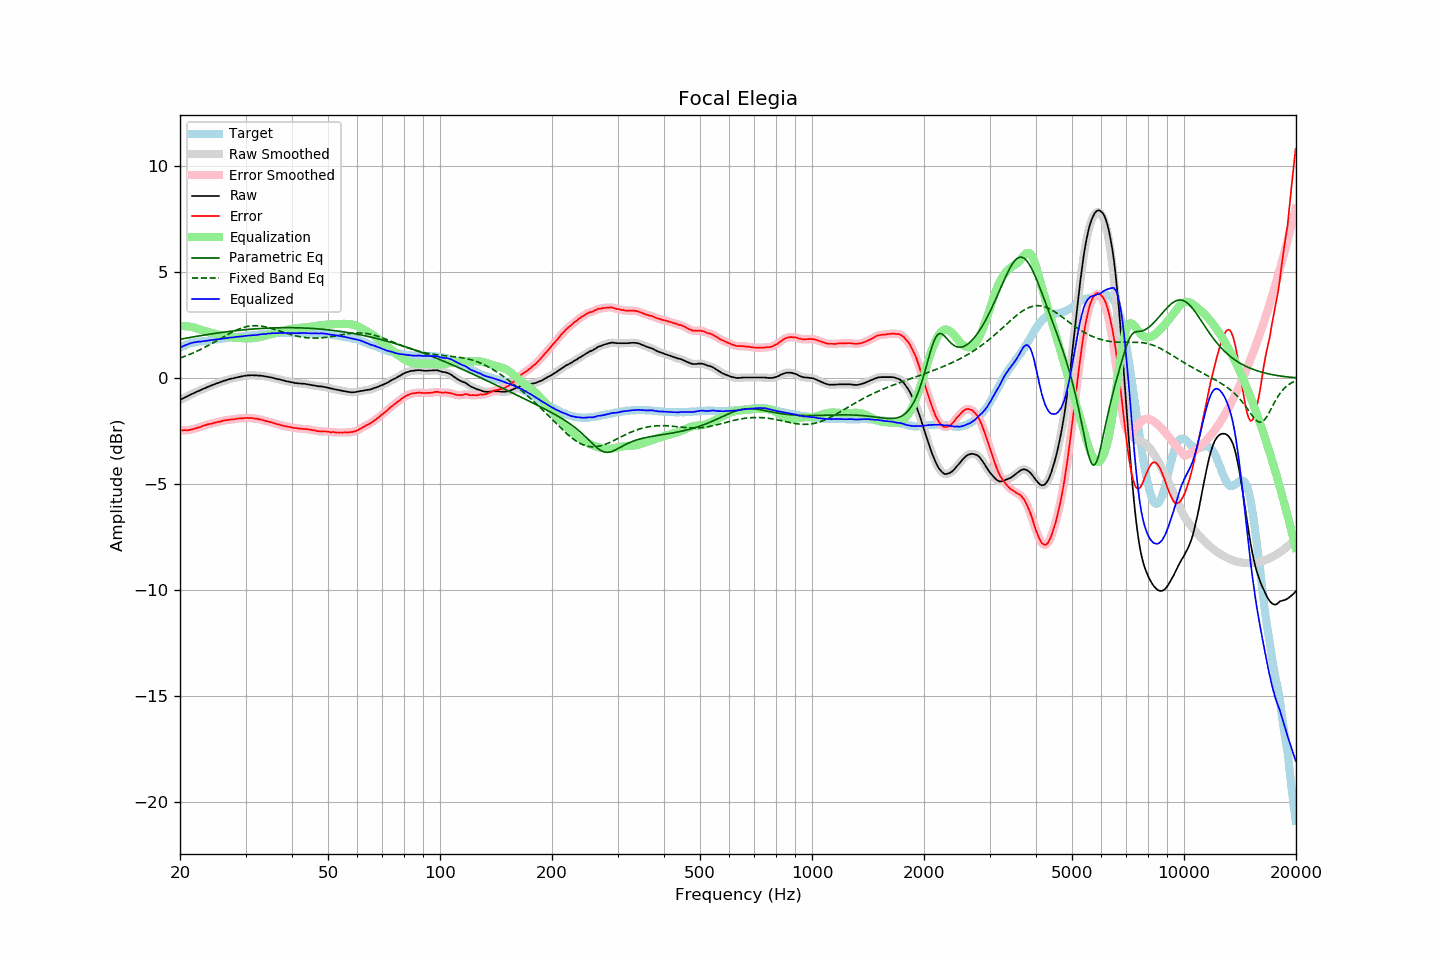 Focal Elegia
Target
Raw Smoothed
Error Smoothed
Raw
Error
Equalization
Parametric Eq
Fixed Band Eq
Equalized
Amplitude (dBr)
10
5
0
−5
−10
−15
−20
20 50 100 200 500 1000 2000 5000 10000 20000
Frequency (Hz)